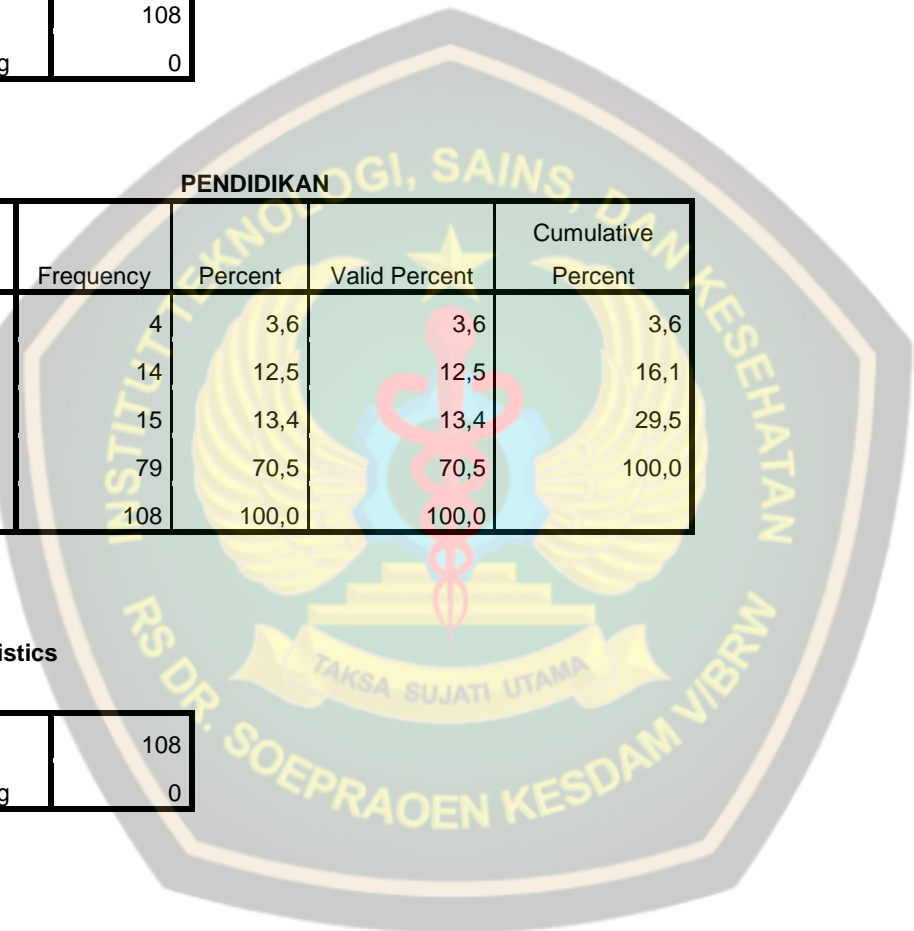 108
g 0
PENDIDIKAN
Cumulative
Frequency Percent Valid Percent Percent
4 3,6 3,6 3,6
14 12,5 12,5 16,1
15 13,4 13,4 29,5
79 70,5 70,5 100,0
108 100,0 100,0
istics
108
g 0
INSTITUT TEKNOLOGI, SAINS, DAN KESEHATAN
TAKSA SUJATI UTAMA
RS DR. SOEPRAOEN KESDAM V/BRW